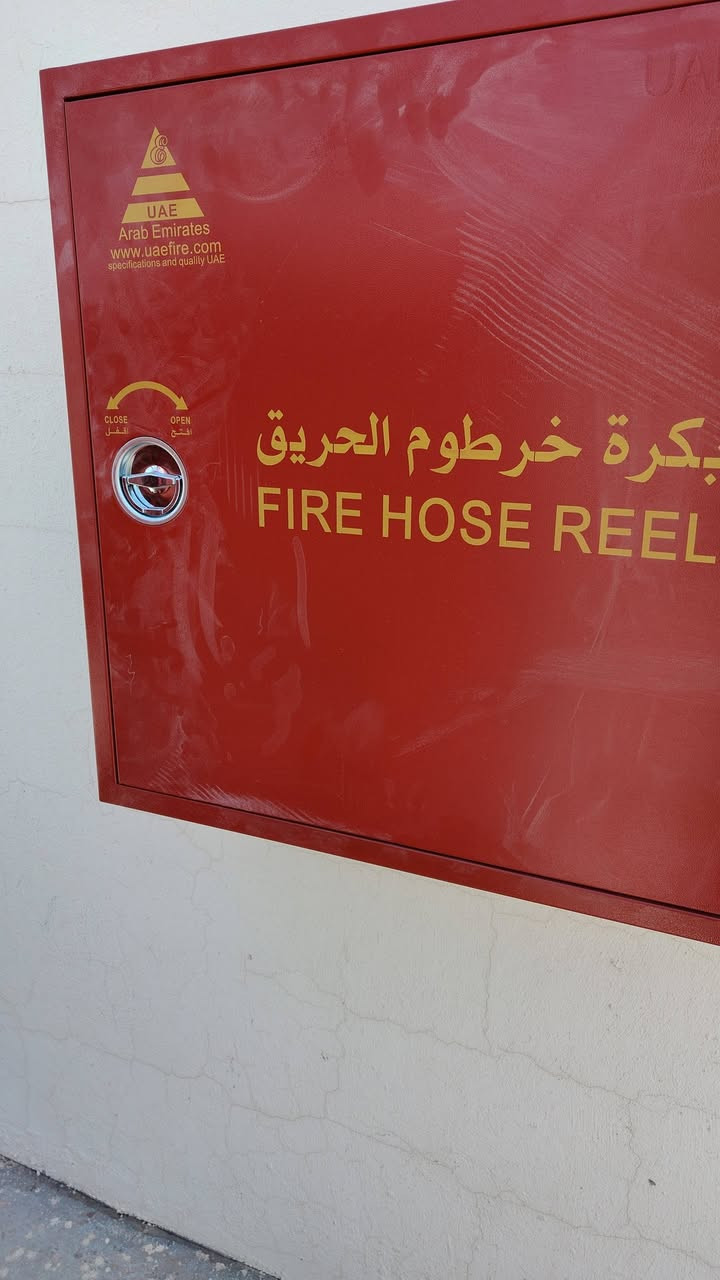 UAE
Arab Emirates
www.uaefire.com
specifications and quality UAE
CLOSE OPEN
اقفل افتح
بكرة خرطوم الحريق
FIRE HOSE REEL